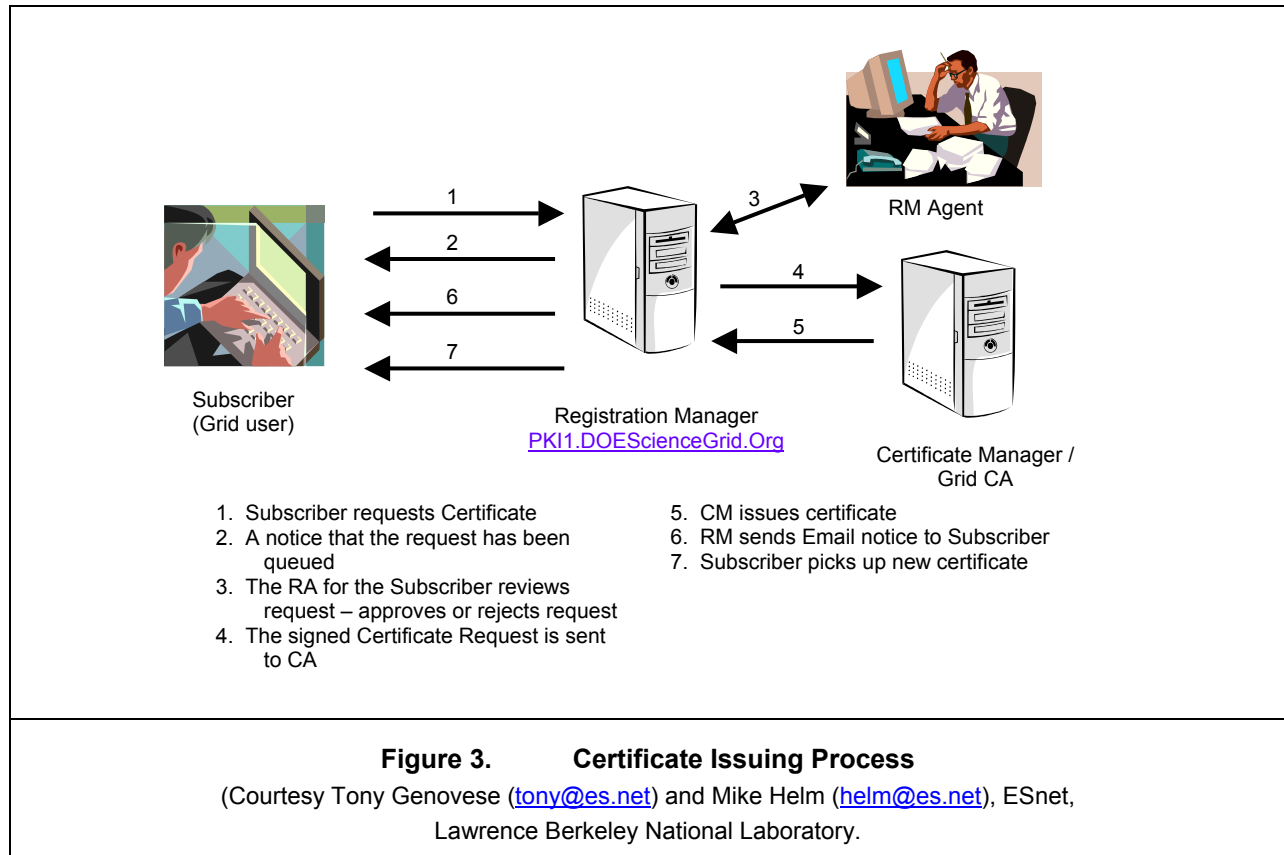 1
2
6
7
3
4
5
RM Agent
Subscriber
(Grid user)
Registration Manager
PKI1.DOEScienceGrid.Org
Certificate Manager /
Grid CA
1. Subscriber requests Certificate
2. A notice that the request has been
queued
3. The RA for the Subscriber reviews
request – approves or rejects request
4. The signed Certificate Request is sent
to CA
5. CM issues certificate
6. RM sends Email notice to Subscriber
7. Subscriber picks up new certificate
Figure 3. Certificate Issuing Process
(Courtesy Tony Genovese (tony@es.net) and Mike Helm (helm@es.net), ESnet,
Lawrence Berkeley National Laboratory.